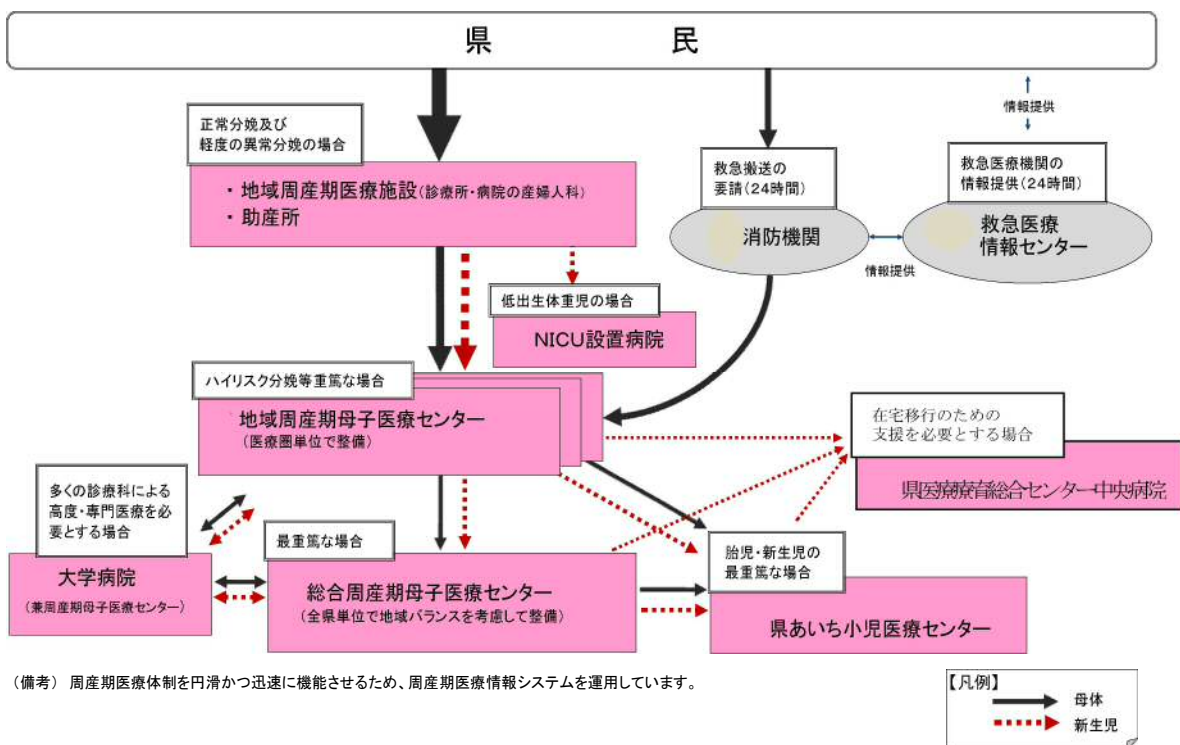 県 民
情報提供
正常分娩及び
軽度の異常分娩の場合
・地域周産期医療施設(診療所・病院の産婦人科)
・助産所
救急搬送の
要請(24時間)
消防機関
救急医療機関の
情報提供(24時間)
救急医療
情報センター
情報提供
低出生体重児の場合
NICU設置病院
ハイリスク分娩等重篤な場合
地域周産期母子医療センター
(医療圏単位で整備)
在宅移行のための
支援を必要とする場合
県医療療育総合センター中央病院
多くの診療科による
高度・専門医療を必
要とする場合
大学病院
(兼周産期母子医療センター)
最重篤な場合
総合周産期母子医療センター
(全県単位で地域バランスを考慮して整備)
胎児・新生児の
最重篤な場合
県あいち小児医療センター
(備考) 周産期医療体制を円滑かつ迅速に機能させるため、周産期医療情報システムを運用しています。
【凡例】
母体
新生児